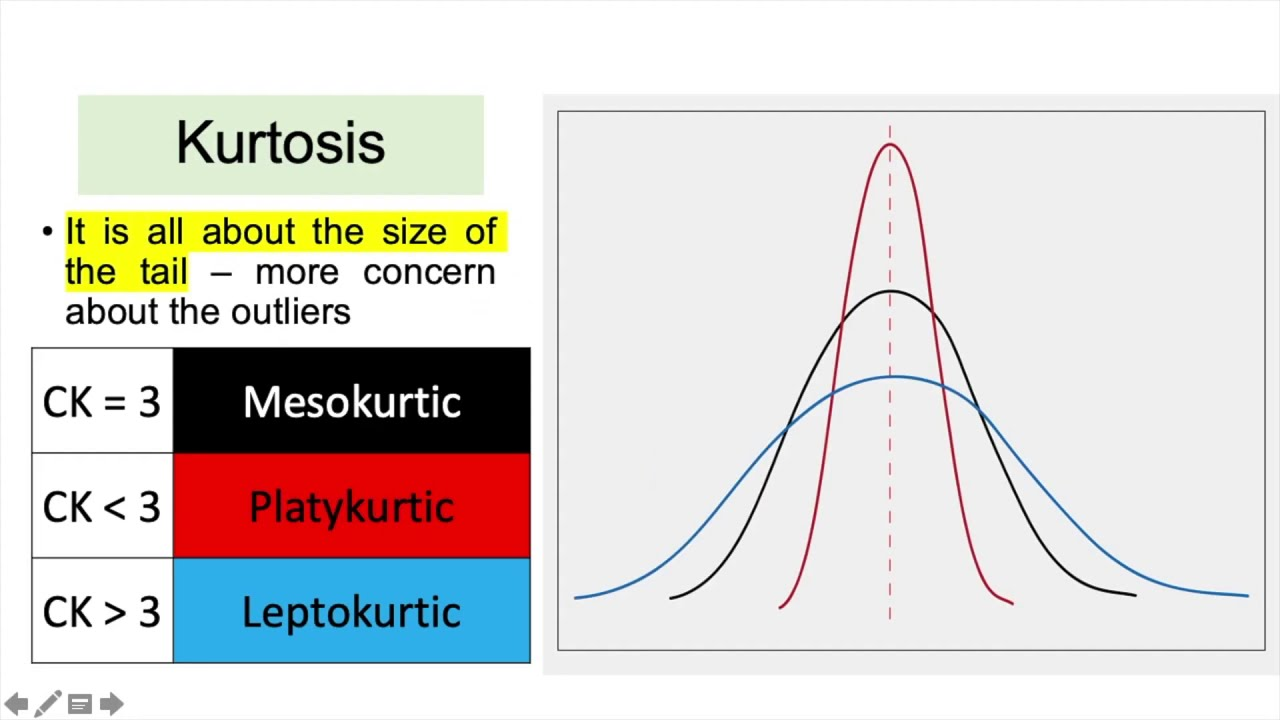 Kurtosis
• It is all about the size of
the tail – more concern
about the outliers
CK = 3 Mesokurtic
CK < 3 Platykurtic
CK > 3 Leptokurtic